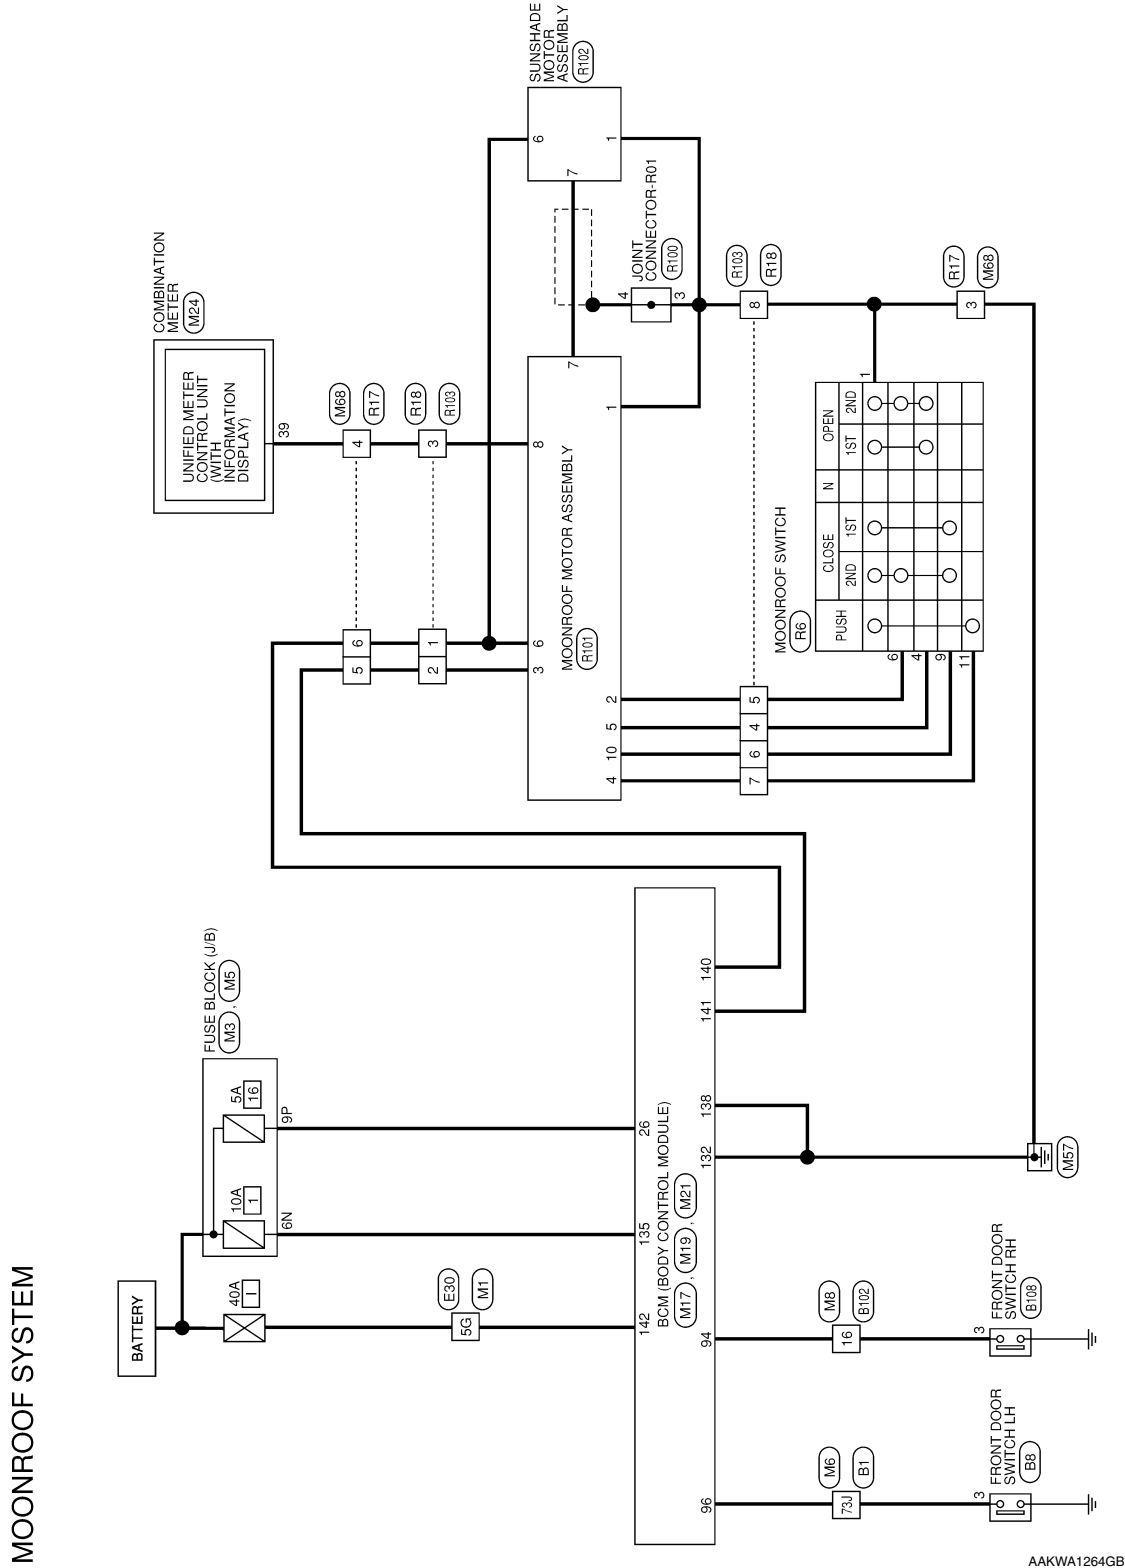 MOONROOF SYSTEM
BATTERY
40A
I
10A
1
5A
16
FUSE BLOCK (J/B)
M3 , M5
6N
9P
E30
M1
5G
142
135
26
BCM (BODY CONTROL MODULE)
M17 , M19 , M21
96
94
132
138
141
140
M6
B1
73J
3
FRONT DOOR
SWITCH LH
B8
M8
B102
16
3
FRONT DOOR
SWITCH RH
B108
M57
COMBINATION
METER
M24
UNIFIED METER
CONTROL UNIT
(WITH
INFORMATION
DISPLAY)
39
M68
R17
R18
R103
5
6
4
2
1
3
3
6
8
MOONROOF MOTOR ASSEMBLY
R101
4
10
5
2
1
7
SUNSHADE
MOTOR
ASSEMBLY
R102
6
7
1
JOINT
CONNECTOR-R01
R100
4
3
R103
R18
7
6
4
5
8
MOONROOF SWITCH
R6
PUSH
CLOSE
N
OPEN
2ND
1ST
1ST
2ND
6
4
9
11
1
R17
M68
3
AAKWA1264GB